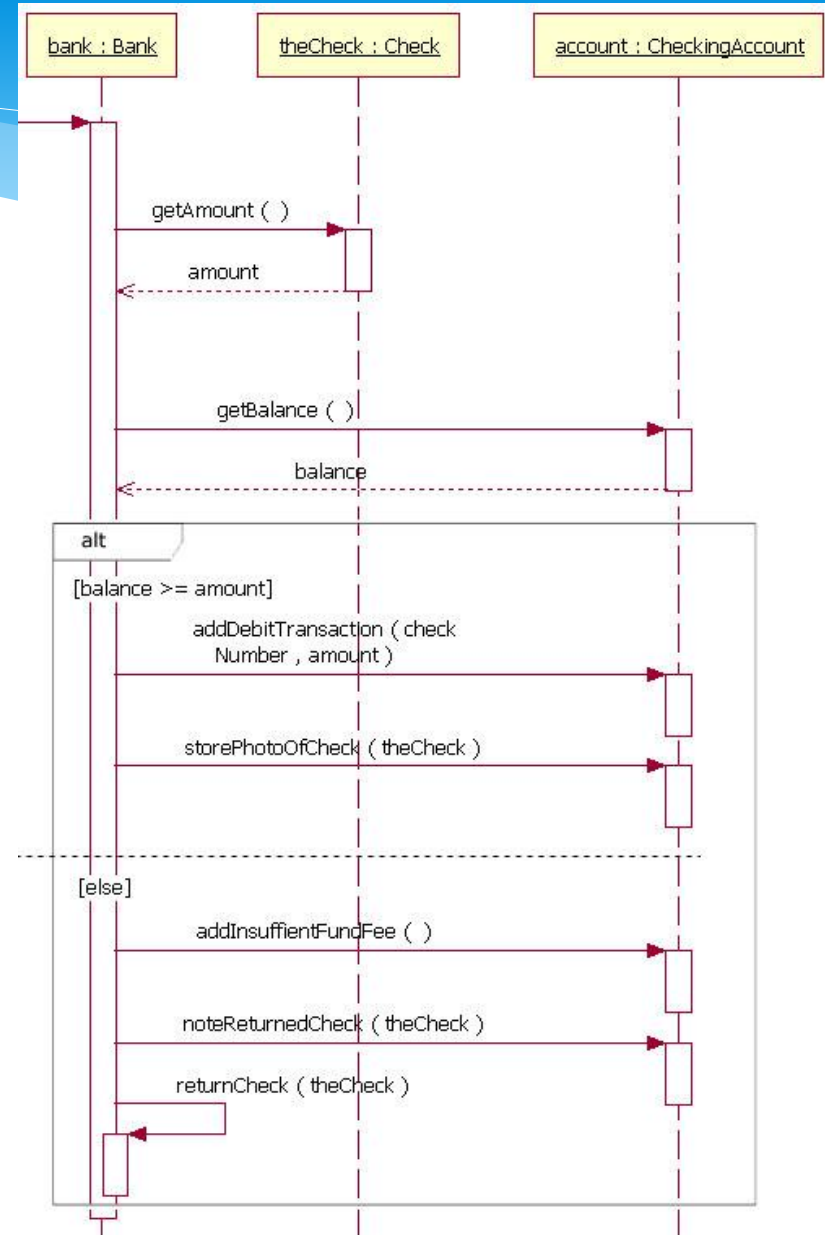 bank : Bank
theCheck : Check
account : CheckingAccount
getAmount ( )
amount
getBalance ( )
balance
alt
[balance >= amount]
addDebitTransaction ( check
Number , amount )
storePhotoOfCheck ( theCheck )
[else]
addInsuffientFundFee ( )
noteReturnedCheck ( theCheck )
returnCheck ( theCheck )